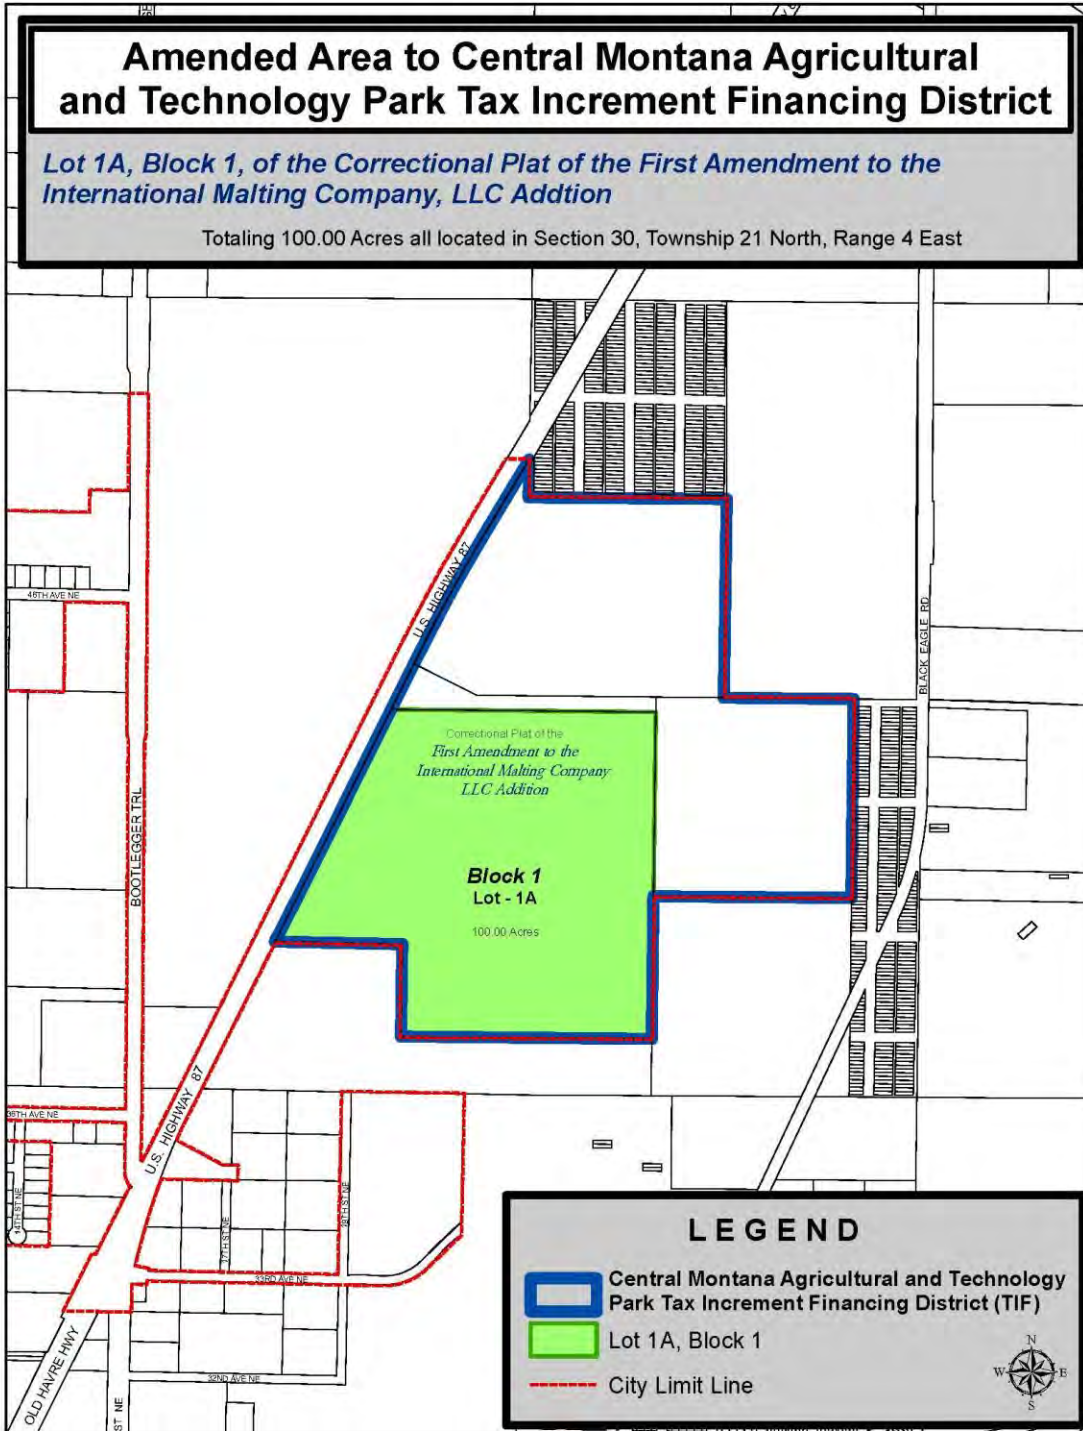 Amended Area to Central Montana Agricultural
and Technology Park Tax Increment Financing District
Lot 1A, Block 1, of the Correctional Plat of the First Amendment to the
International Malting Company, LLC Addtion
Totaling 100.00 Acres all located in Section 30, Township 21 North, Range 4 East
U.S. HIGHWAY 87
46TH AVE NE
BLACK EAGLE RD
Correctional Plat of the
First Amendment to the
International Malting Company
LLC Addition
BOOTLEGGER TRL
Block 1
Lot - 1A
100.00 Acres
U.S. HIGHWAY 87
36TH AVE NE
14TH ST NE
27TH ST NE
33RD AVE NE
32ND AVE NE
OLD HAVRE HWY
ST NE
LEGEND
Central Montana Agricultural and Technology
Park Tax Increment Financing District (TIF)
Lot 1A, Block 1
City Limit Line
N
W E
S